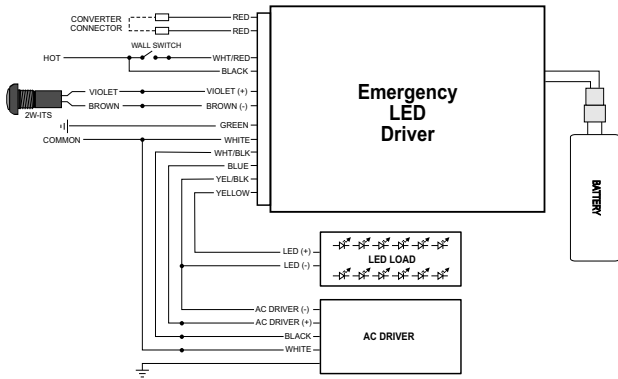 CONVERTER
CONNECTOR
RED
RED
WALL SWITCH
HOT
WHT/RED
BLACK
VIOLET
VIOLET (+)
BROWN
BROWN (-)
2W-ITS
GREEN
COMMON
WHITE
WHT/BLK
BLUE
YEL/BLK
YELLOW
Emergency
LED
Driver
BATTERY
LED (+)
LED (-)
LED LOAD
AC DRIVER (-)
AC DRIVER (+)
BLACK
WHITE
AC DRIVER